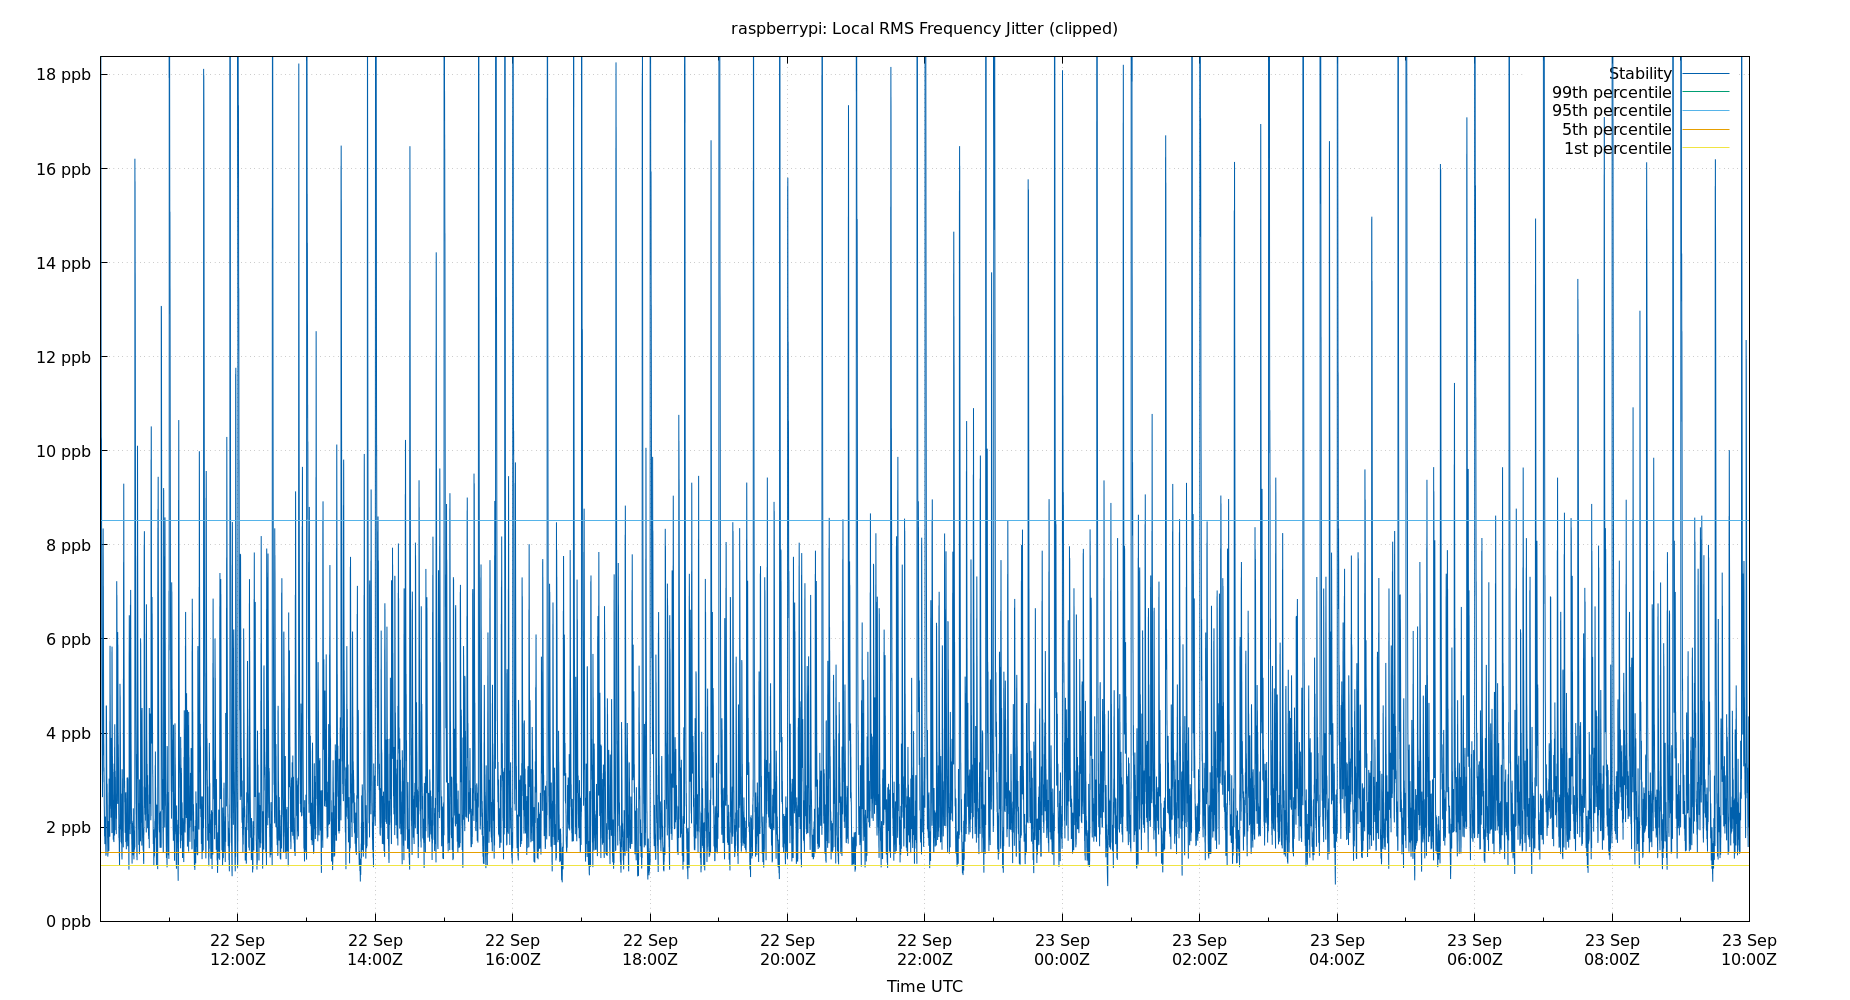 raspberrypi: Local RMS Frequency Jitter (clipped)
18 ppb
16 ppb
14 ppb
12 ppb
10 ppb
8 ppb
6 ppb
4 ppb
2 ppb
0 ppb
Stability
99th percentile
95th percentile
5th percentile
1st percentile
22 Sep 22 Sep 22 Sep 22 Sep 22 Sep 22 Sep 23 Sep 23 Sep 23 Sep 23 Sep 23 Sep 23 Sep
12:00Z 14:00Z 16:00Z 18:00Z 20:00Z 22:00Z 00:00Z 02:00Z 04:00Z 06:00Z 08:00Z 10:00Z
Time UTC